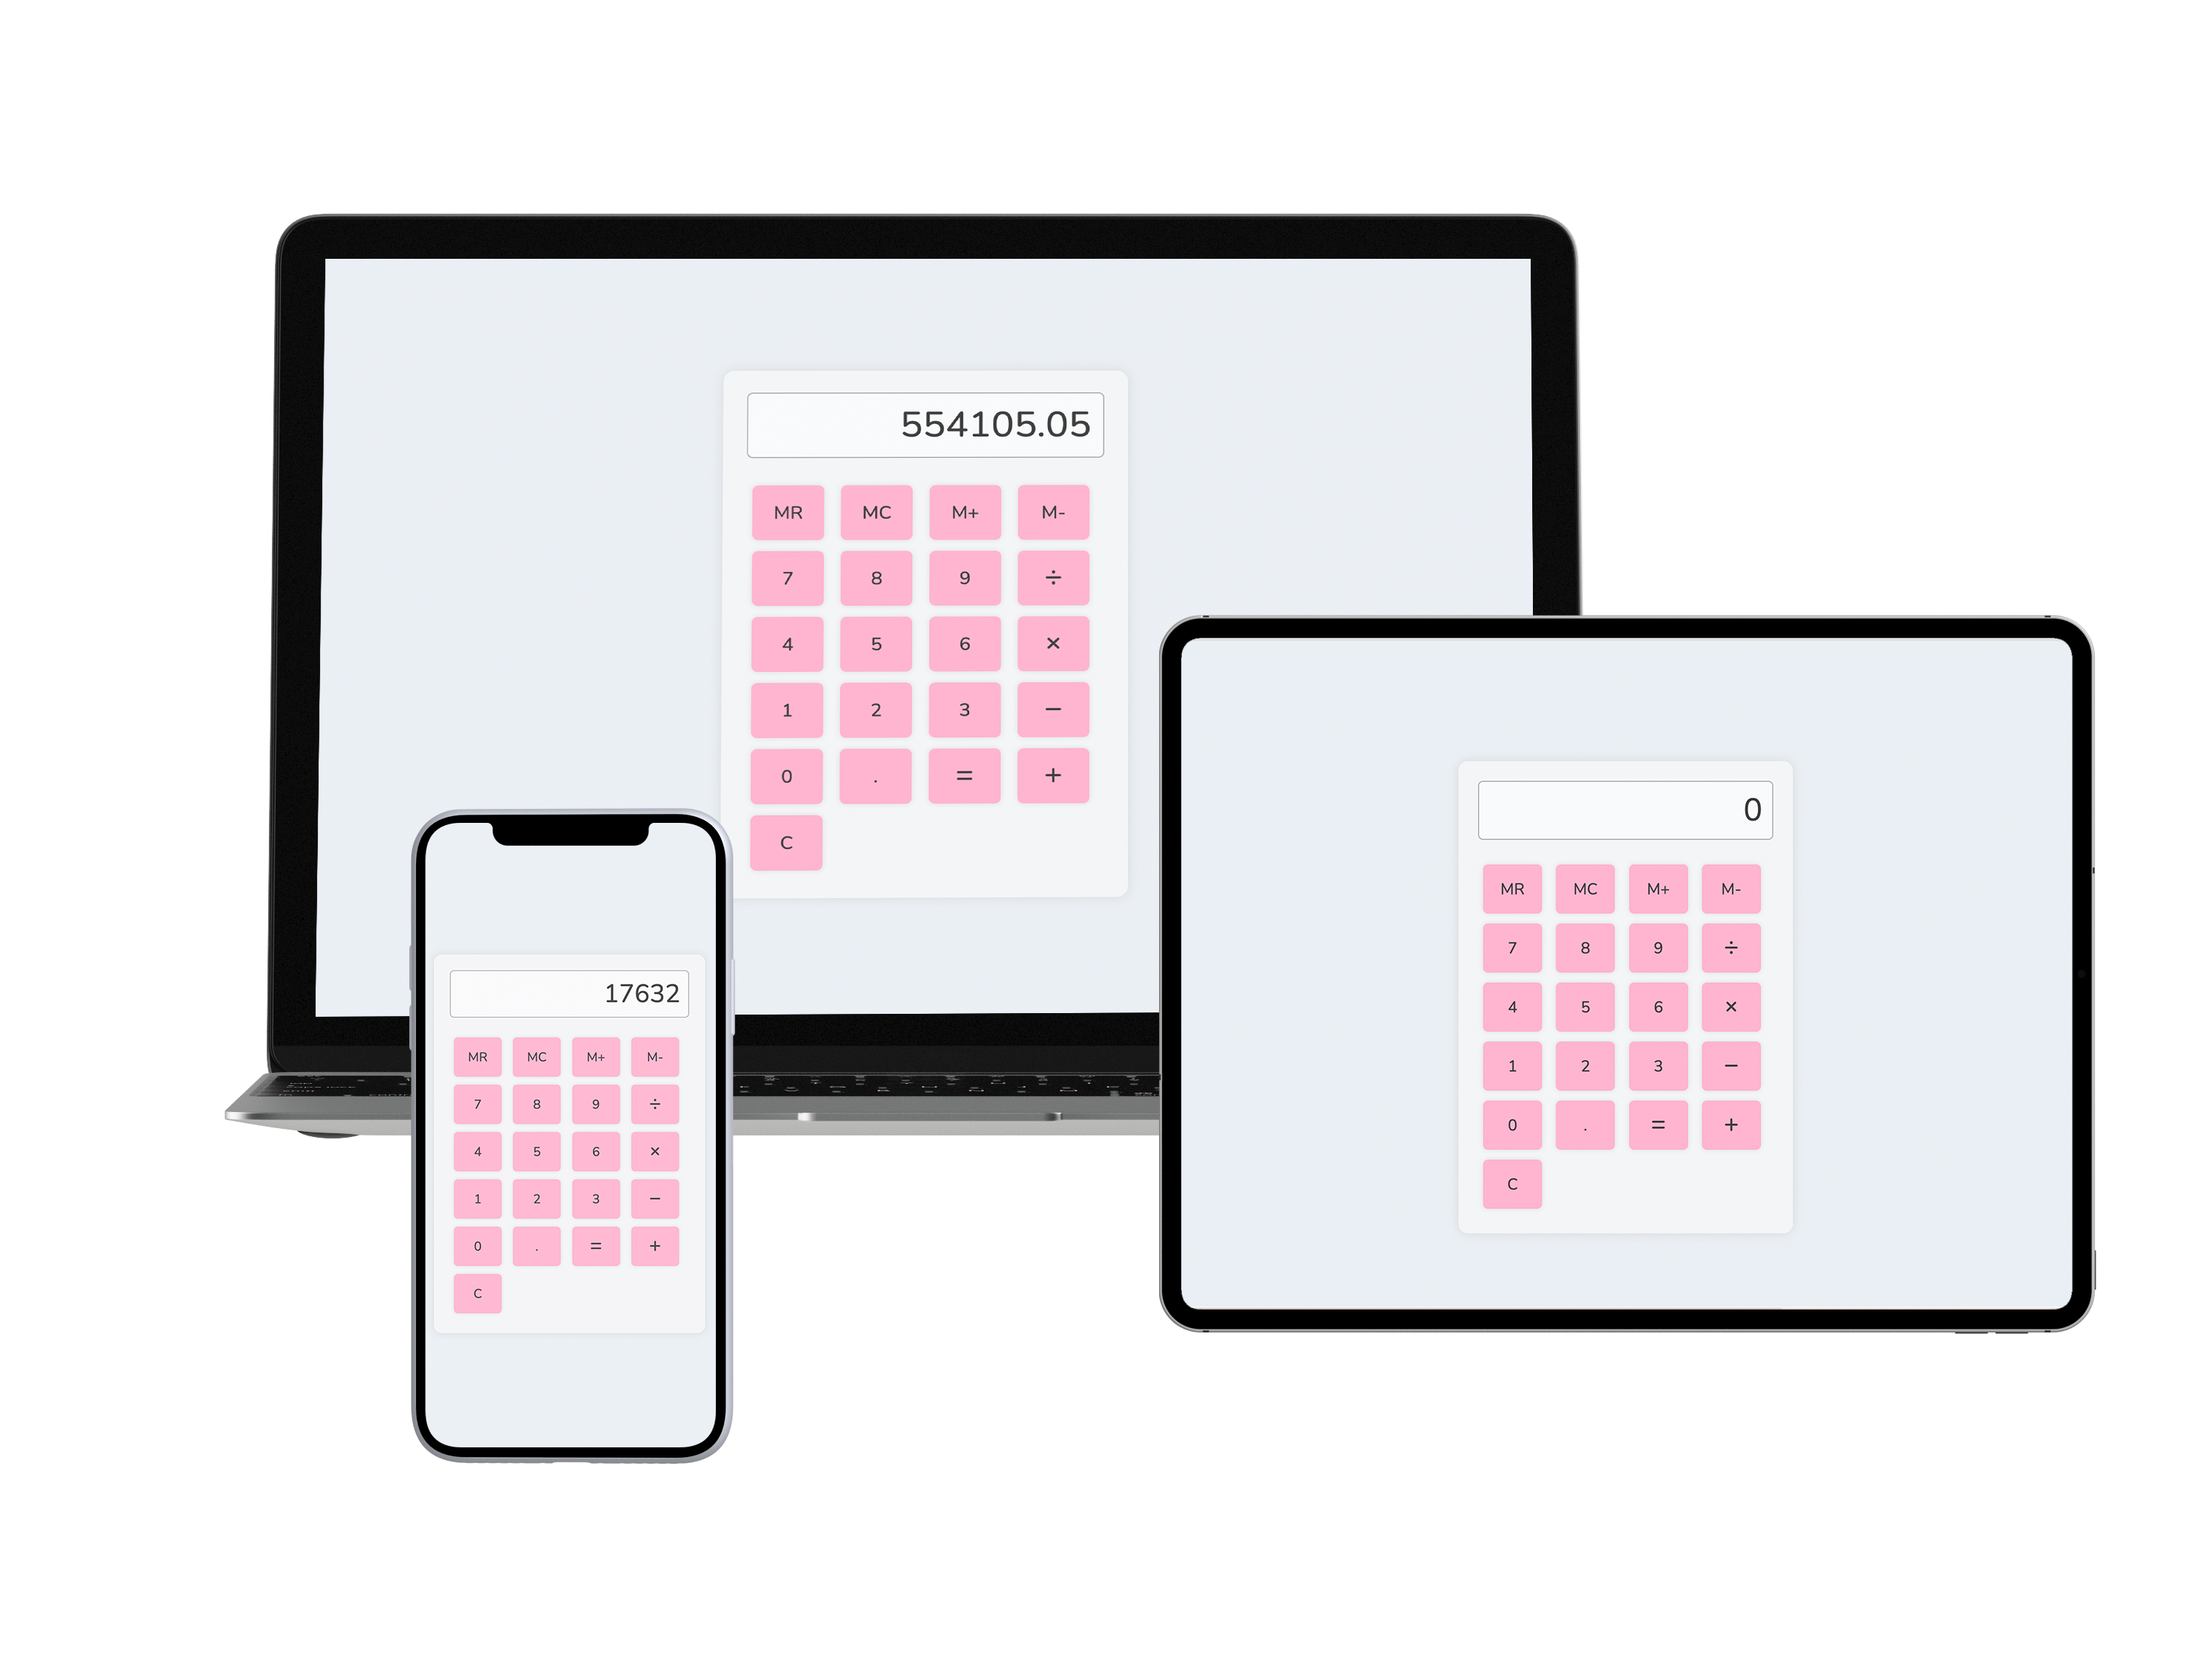 554105.05
MR MC M+ M-
7 8 9 ÷
4 5 6 ×
1 2 3 −
0 . = +
C
17632
MR MC M+ M-
7 8 9 ÷
4 5 6 ×
1 2 3 −
0 . = +
C
0
MR MC M+ M-
7 8 9 ÷
4 5 6 ×
1 2 3 −
0 . = +
C